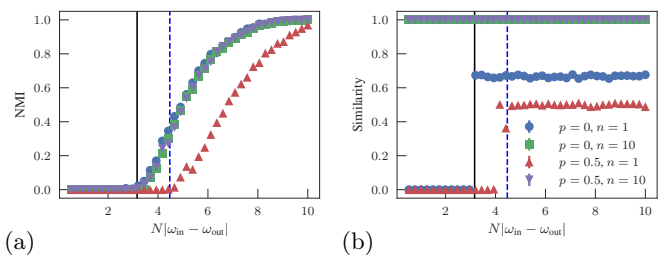 1.0
0.8
0.6
0.4
0.2
0.0
NMI
2 4 6 8 10
N|ω_in − ω_out|
(a)
1.0
0.8
0.6
0.4
0.2
0.0
Similarity
p = 0, n = 1
p = 0, n = 10
p = 0.5, n = 1
p = 0.5, n = 10
2 4 6 8 10
N|ω_in − ω_out|
(b)